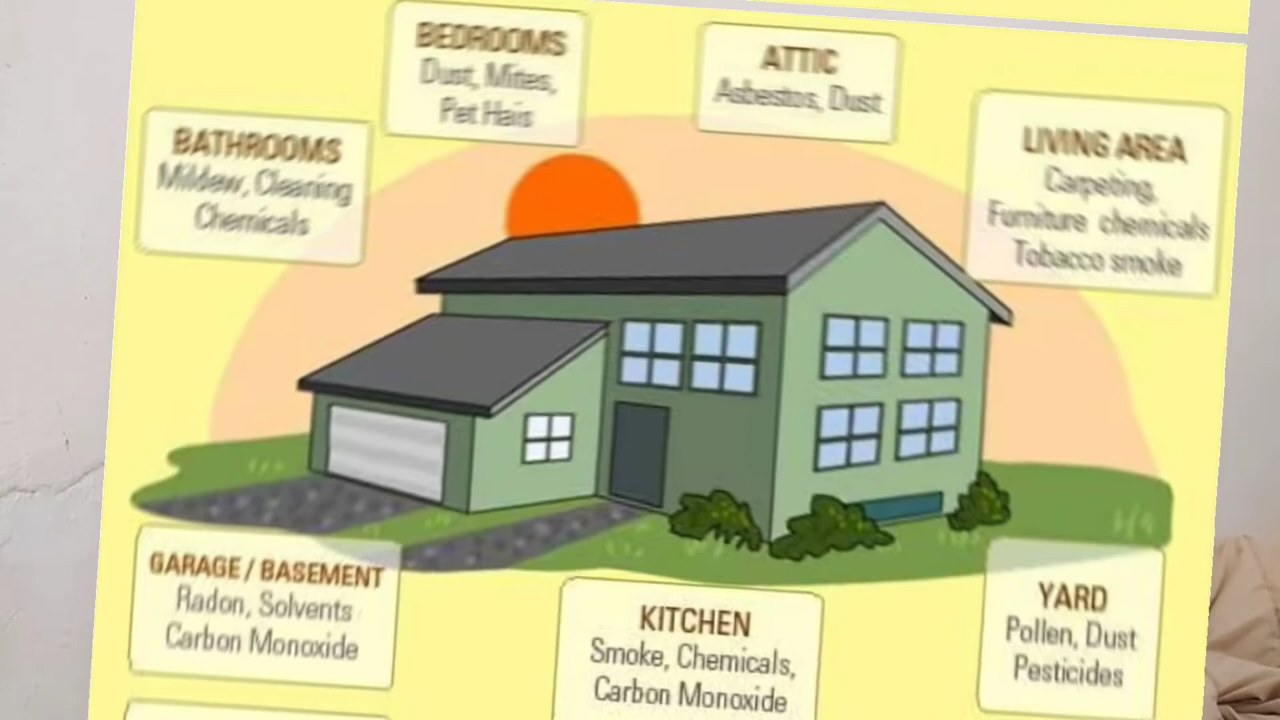 BEDROOMS
Dust, Mites,
Pet Hais
ATTIC
Asbestos, Dust
BATHROOMS
Mildew, Cleaning
Chemicals
LIVING AREA
Carpeting,
Furniture chemicals
Tobacco smoke
GARAGE / BASEMENT
Radon, Solvents
Carbon Monoxide
KITCHEN
Smoke, Chemicals,
Carbon Monoxide
YARD
Pollen, Dust
Pesticides